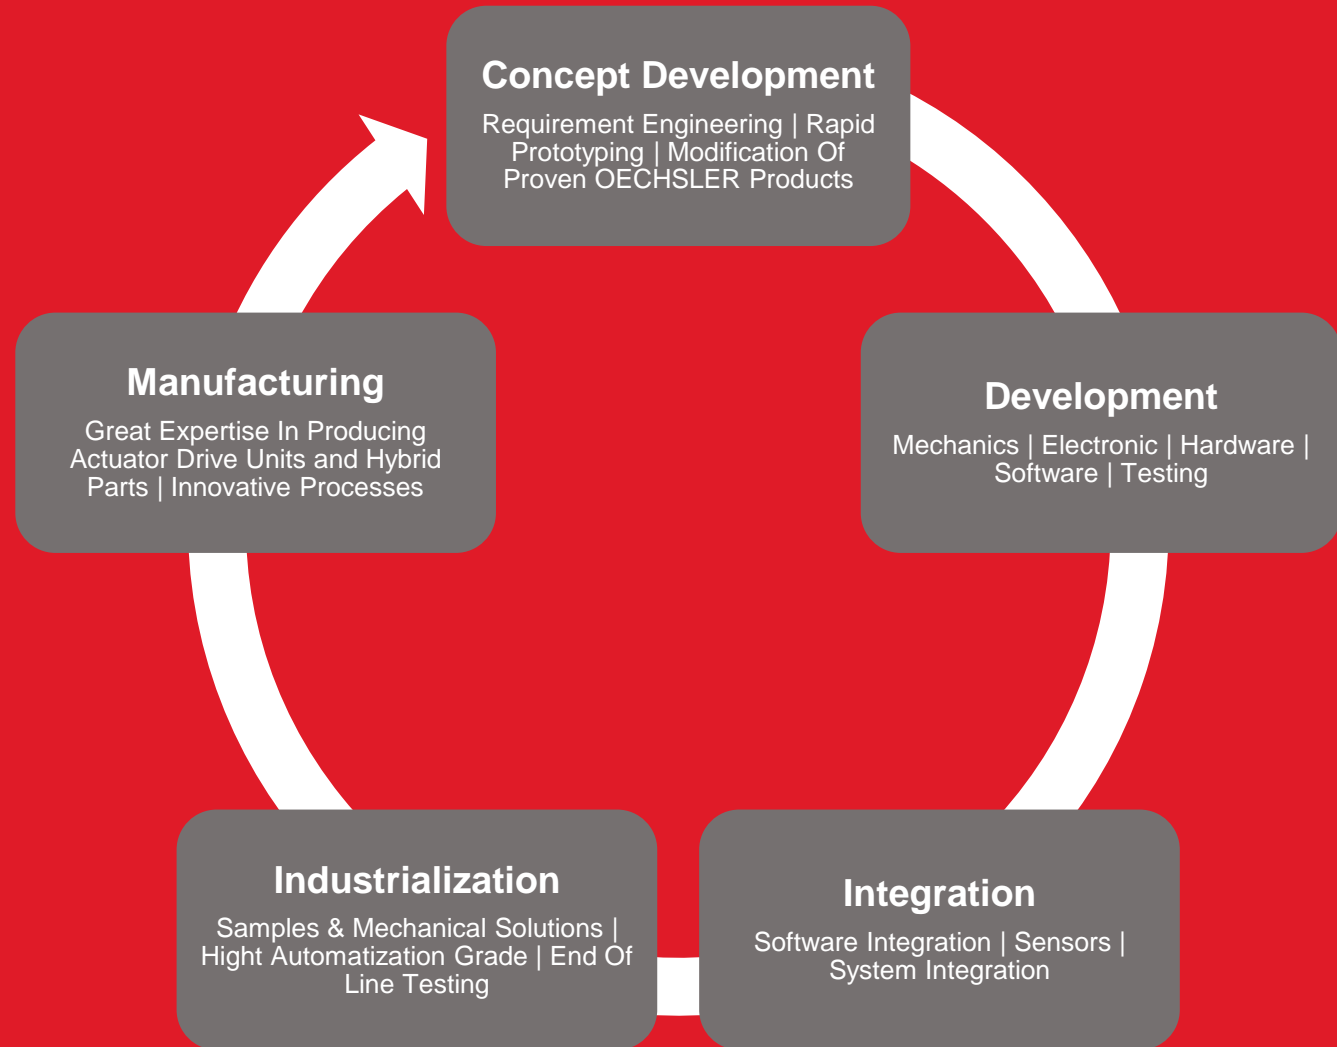 Concept Development
Requirement Engineering | Rapid
Prototyping | Modification Of
Proven OECHSLER Products
Development
Mechanics | Electronic | Hardware |
Software | Testing
Integration
Software Integration | Sensors |
System Integration
Industrialization
Samples & Mechanical Solutions |
Hight Automatization Grade | End Of
Line Testing
Manufacturing
Great Expertise In Producing
Actuator Drive Units and Hybrid
Parts | Innovative Processes